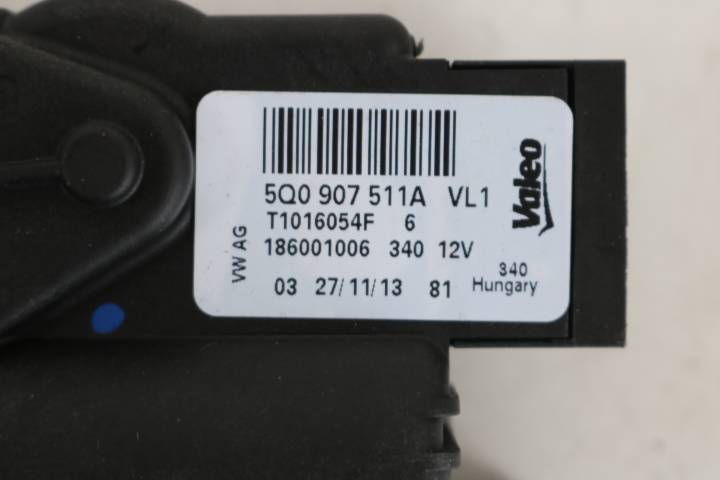 5Q0 907 511A VL1
T1016054F 6
186001006 340 12V
03 27/11/13 81
VW AG
Valeo
340
Hungary